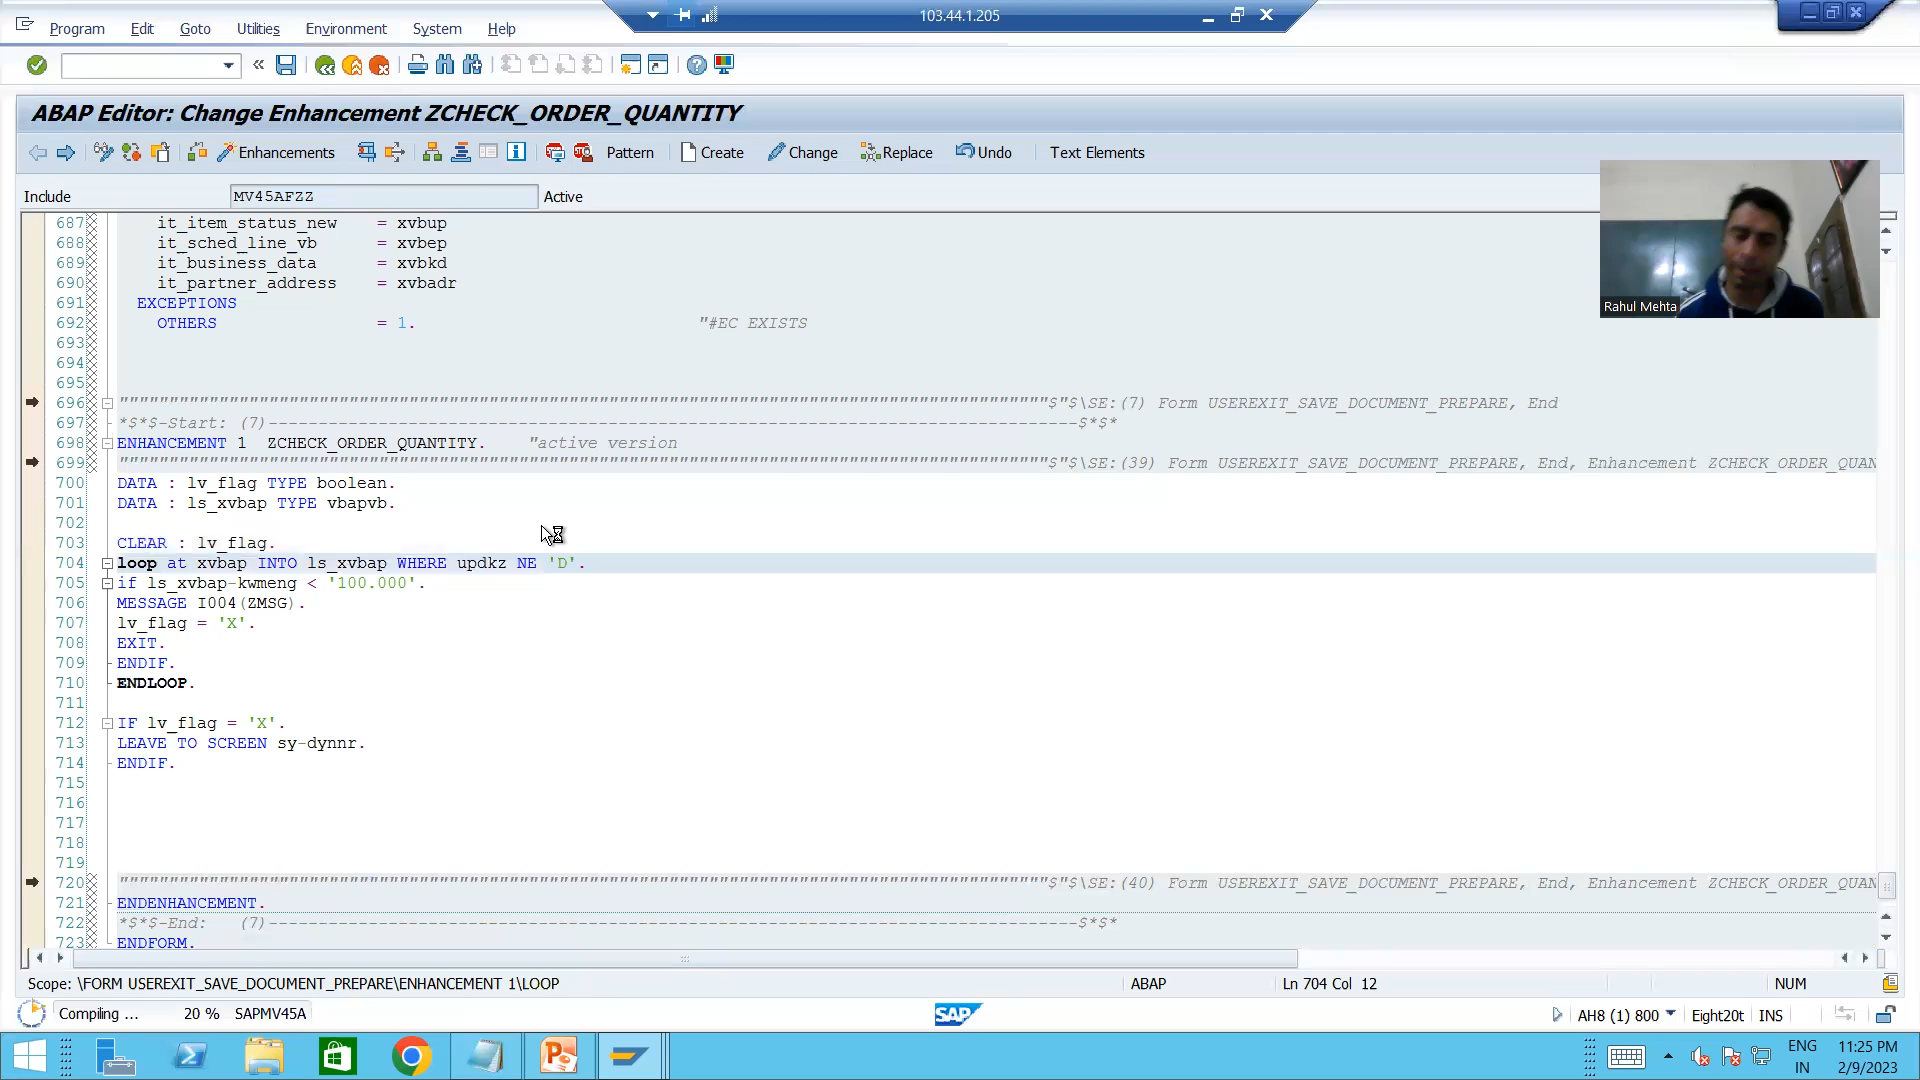 103.44.1.205
Program Edit Goto Utilities Environment System Help
ABAP Editor: Change Enhancement ZCHECK_ORDER_QUANTITY
Enhancements Pattern Create Change Replace Undo Text Elements
Include MV45AFZZ Active
687 it_item_status_new = xvbup
688 it_sched_line_vb = xvbep
689 it_business_data = xvbkd
690 it_partner_address = xvbadr
691 EXCEPTIONS
692 OTHERS = 1. "#EC EXISTS
693
694
695
696 $"$\SE:(7) Form USEREXIT_SAVE_DOCUMENT_PREPARE, End
697 *$*$-Start: (7)---------------------------------------------------------------------------------$*$*
698 ENHANCEMENT 1 ZCHECK_ORDER_QUANTITY. "active version
699 $"$\SE:(39) Form USEREXIT_SAVE_DOCUMENT_PREPARE, End, Enhancement ZCHECK_ORDER_QUAN
700 DATA : lv_flag TYPE boolean.
701 DATA : ls_xvbap TYPE vbapvb.
702
703 CLEAR : lv_flag.
704 loop at xvbap INTO ls_xvbap WHERE updkz NE 'D'.
705 if ls_xvbap-kwmeng < '100.000'.
706 MESSAGE I004(ZMSG).
707 lv_flag = 'X'.
708 EXIT.
709 ENDIF.
710 ENDLOOP.
711
712 IF lv_flag = 'X'.
713 LEAVE TO SCREEN sy-dynnr.
714 ENDIF.
715
716
717
718
719
720 $"$\SE:(40) Form USEREXIT_SAVE_DOCUMENT_PREPARE, End, Enhancement ZCHECK_ORDER_QUAN
721 ENDENHANCEMENT.
722 *$*$-End: (7)---------------------------------------------------------------------------------$*$*
723 ENDFORM.
Rahul Mehta
Scope: \FORM USEREXIT_SAVE_DOCUMENT_PREPARE\ENHANCEMENT 1\LOOP ABAP Ln 704 Col 12 NUM
Compiling ... 20 % SAPMV45A SAP AH8 (1) 800 Eight20t INS
ENG 11:25 PM
IN 2/9/2023